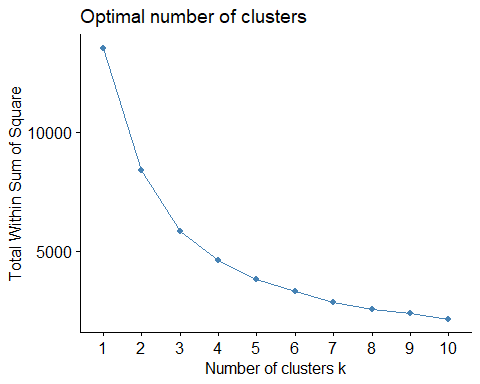 Optimal number of clusters
Total Within Sum of Square
10000
5000
1 2 3 4 5 6 7 8 9 10
Number of clusters k